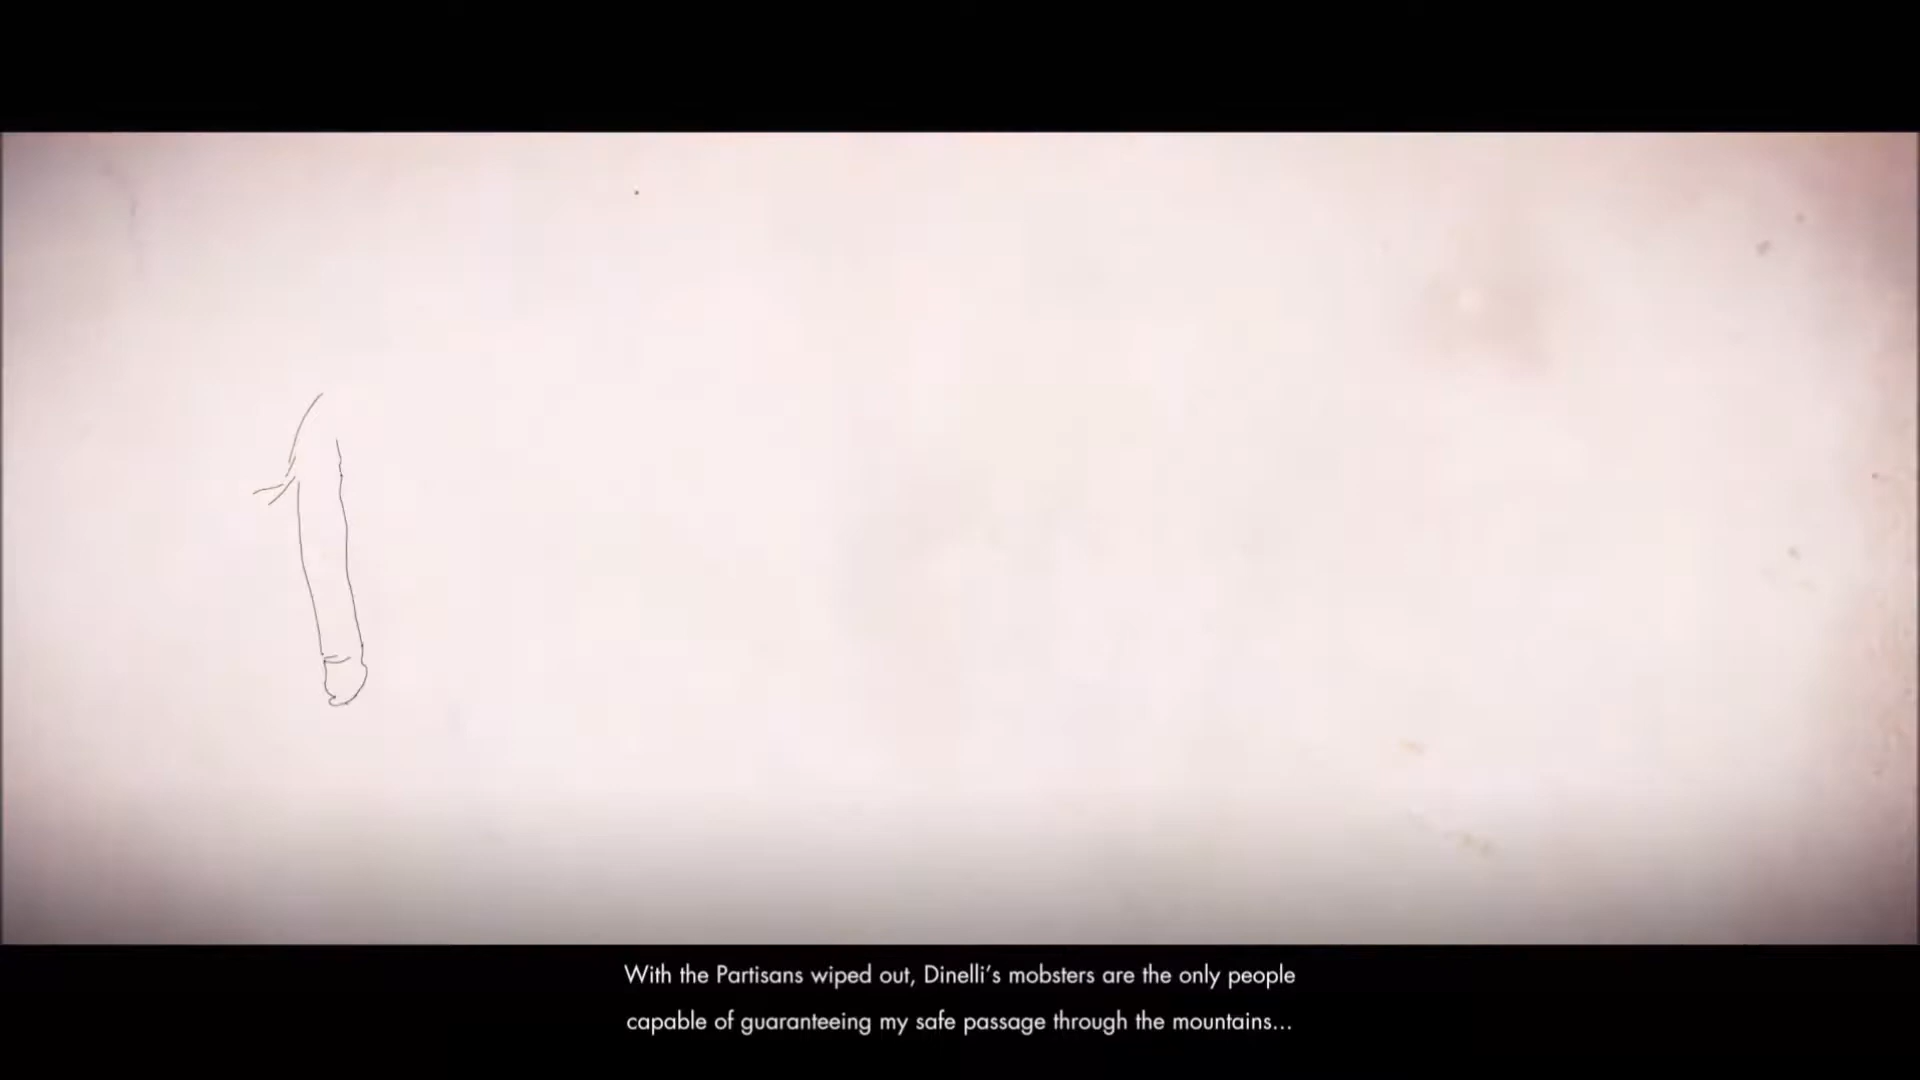 With the Partisans wiped out, Dinelli's mobsters are the only people
capable of guaranteeing my safe passage through the mountains...